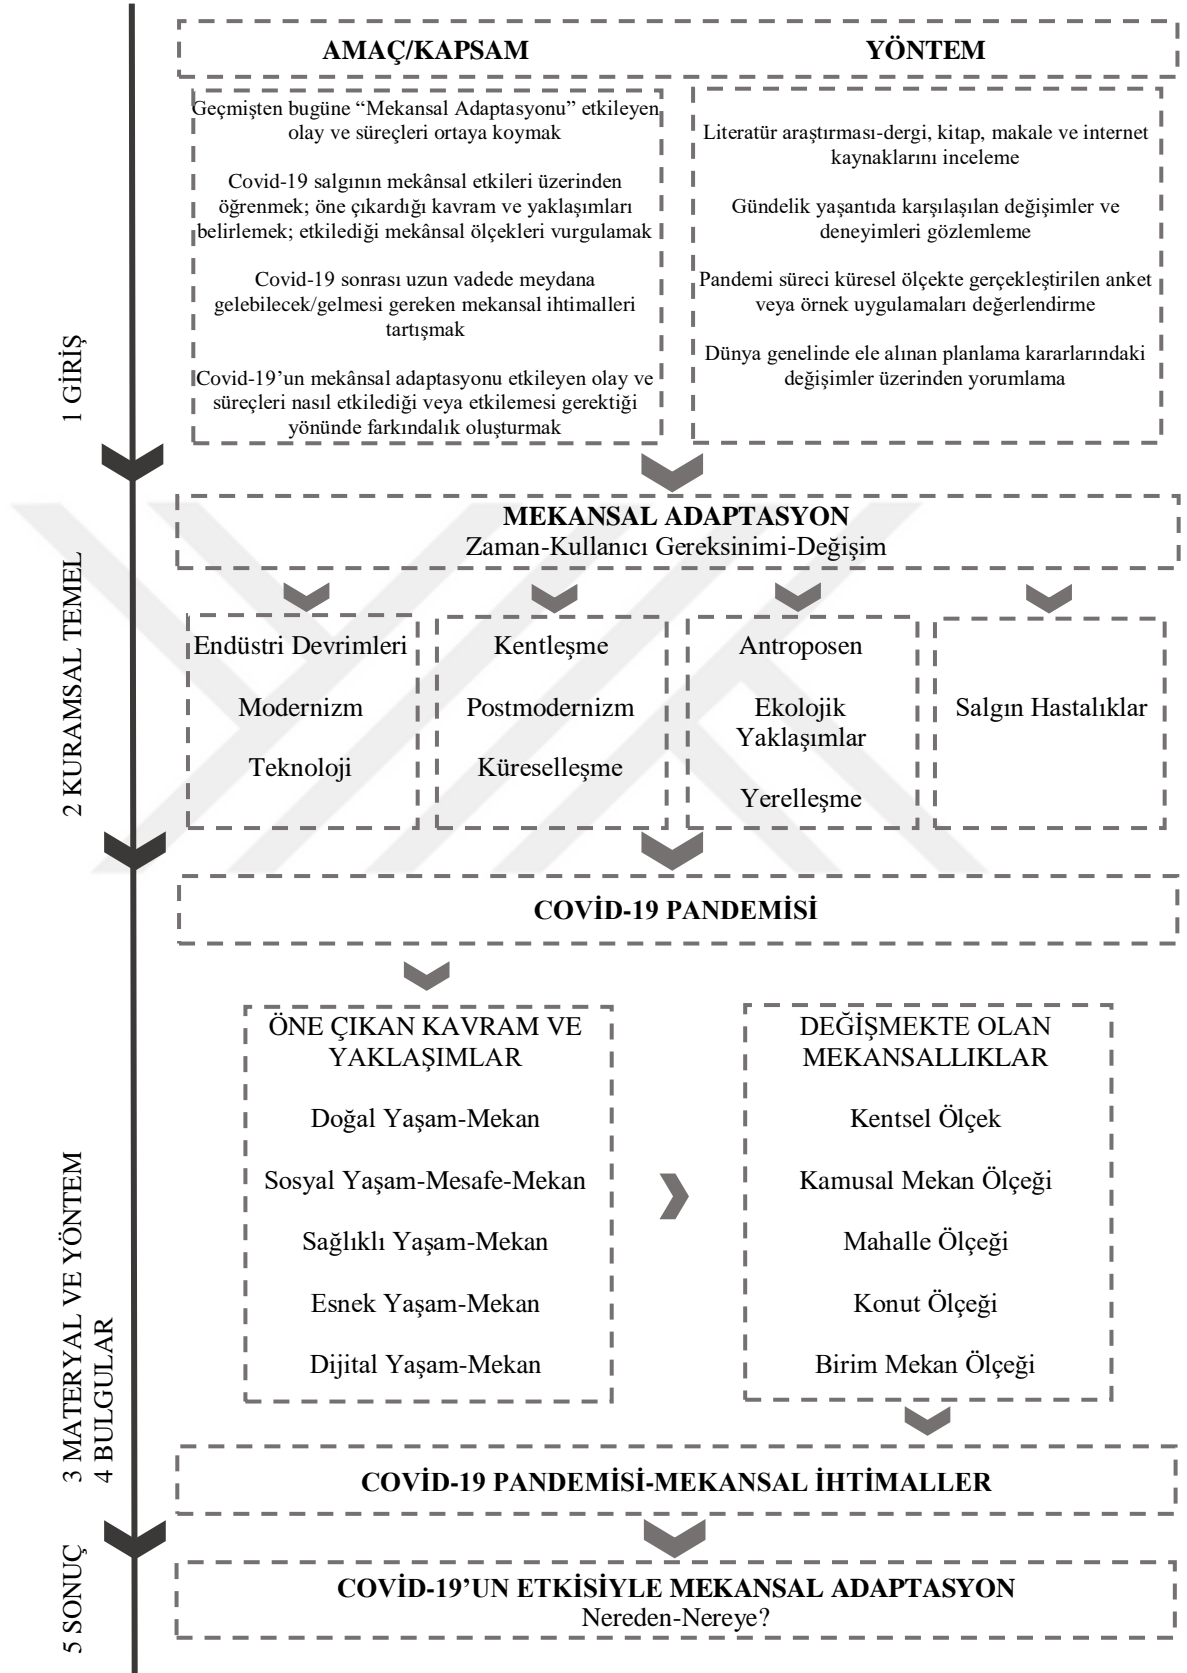 AMAÇ/KAPSAM
YÖNTEM
Geçmişten bugüne “Mekansal Adaptasyonu” etkileyen
olay ve süreçleri ortaya koymak
Covid-19 salgının mekânsal etkileri üzerinden
öğrenmek; öne çıkardığı kavram ve yaklaşımları
belirlemek; etkilediği mekânsal ölçekleri vurgulamak
Covid-19 sonrası uzun vadede meydana
gelebilecek/gelmesi gereken mekansal ihtimalleri
tartışmak
Covid-19’un mekânsal adaptasyonu etkileyen olay ve
süreçleri nasıl etkilediği veya etkilemesi gerektiği
yönünde farkındalık oluşturmak
Literatür araştırması-dergi, kitap, makale ve internet
kaynaklarını inceleme
Gündelik yaşantıda karşılaşılan değişimler ve
deneyimleri gözlemleme
Pandemi süreci küresel ölçekte gerçekleştirilen anket
veya örnek uygulamaları değerlendirme
Dünya genelinde ele alınan planlama kararlarındaki
değişimler üzerinden yorumlama
1 GİRİŞ
MEKANSAL ADAPTASYON
Zaman-Kullanıcı Gereksinimi-Değişim
2 KURAMSAL TEMEL
Endüstri Devrimleri
Modernizm
Teknoloji
Kentleşme
Postmodernizm
Küreselleşme
Antroposen
Ekolojik
Yaklaşımlar
Yerelleşme
Salgın Hastalıklar
COVİD-19 PANDEMİSİ
3 MATERYAL VE YÖNTEM
4 BULGULAR
ÖNE ÇIKAN KAVRAM VE
YAKLAŞIMLAR
Doğal Yaşam-Mekan
Sosyal Yaşam-Mesafe-Mekan
Sağlıklı Yaşam-Mekan
Esnek Yaşam-Mekan
Dijital Yaşam-Mekan
DEĞİŞMEKTE OLAN
MEKANSALLIKLAR
Kentsel Ölçek
Kamusal Mekan Ölçeği
Mahalle Ölçeği
Konut Ölçeği
Birim Mekan Ölçeği
COVİD-19 PANDEMİSİ-MEKANSAL İHTİMALLER
5 SONUÇ
COVİD-19’UN ETKİSİYLE MEKANSAL ADAPTASYON
Nereden-Nereye?